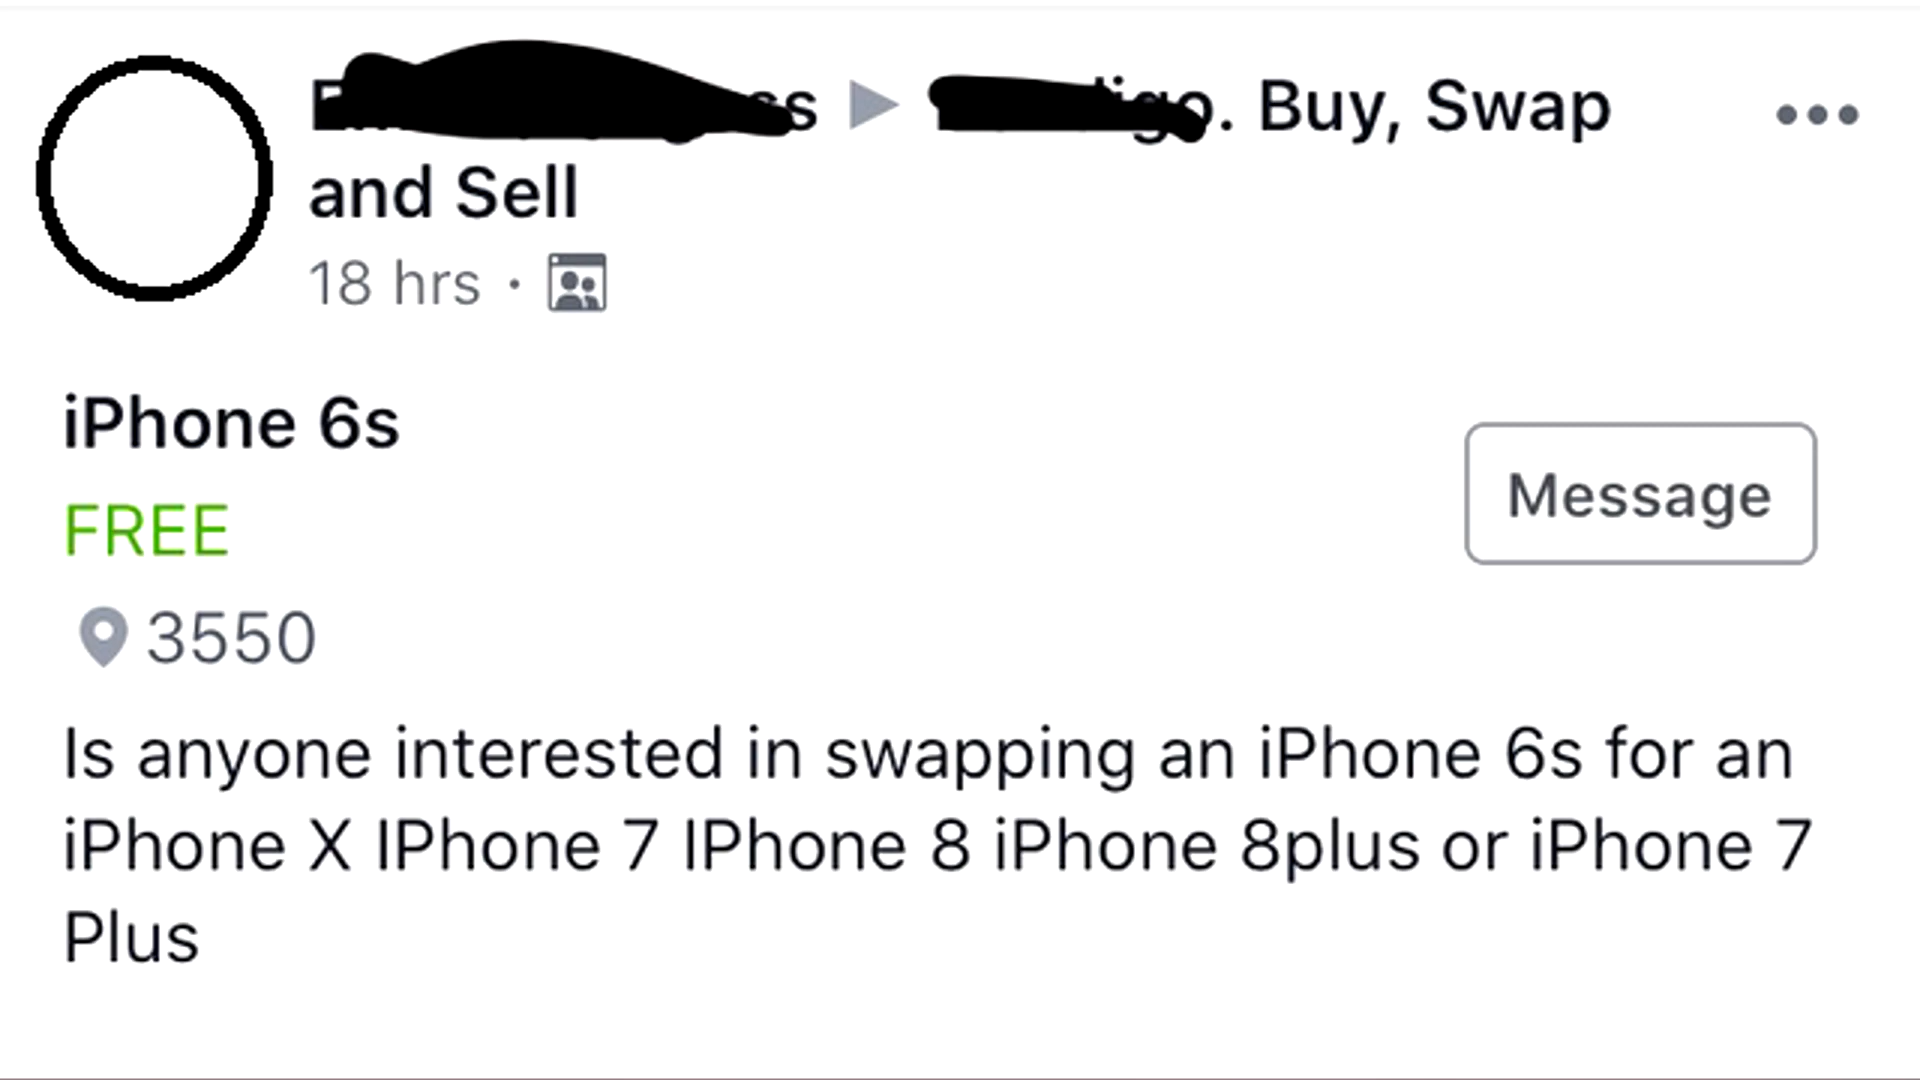 . Buy, Swap
and Sell
18 hrs ·
iPhone 6s
FREE
Message
3550
Is anyone interested in swapping an iPhone 6s for an
iPhone X IPhone 7 IPhone 8 iPhone 8plus or iPhone 7
Plus